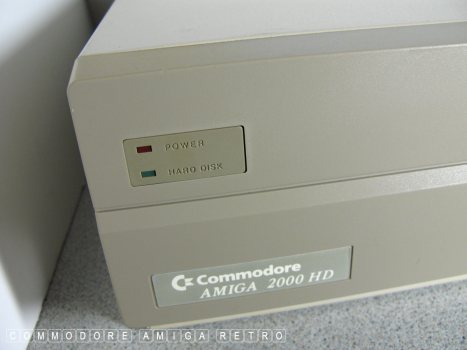 POWER
HARD DISK
Commodore
AMIGA 2000 HD
COMMODORE AMIGA RETRO